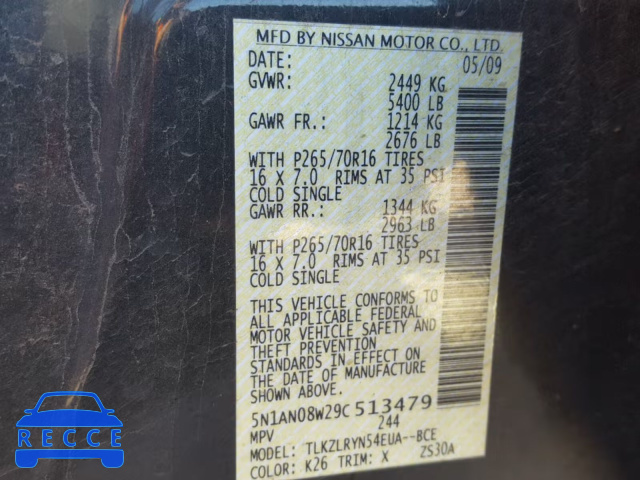 MFD BY NISSAN MOTOR CO., LTD.
DATE: 05/09
GVWR: 2449 KG
5400 LB
GAWR FR.: 1214 KG
2676 LB
WITH P265/70R16 TIRES
16 X 7.0 RIMS AT 35 PSI
COLD SINGLE
GAWR RR.: 1344 KG
2963 LB
WITH P265/70R16 TIRES
16 X 7.0 RIMS AT 35 PSI
COLD SINGLE
THIS VEHICLE CONFORMS TO
ALL APPLICABLE FEDERAL
MOTOR VEHICLE SAFETY AND
THEFT PREVENTION
STANDARDS IN EFFECT ON
THE DATE OF MANUFACTURE
SHOWN ABOVE.
5N1AN08W29C513479
MPV 244
MODEL: TLKZLRYN54EUA--BCE
COLOR: K26 TRIM: X ZS30A
RECCE